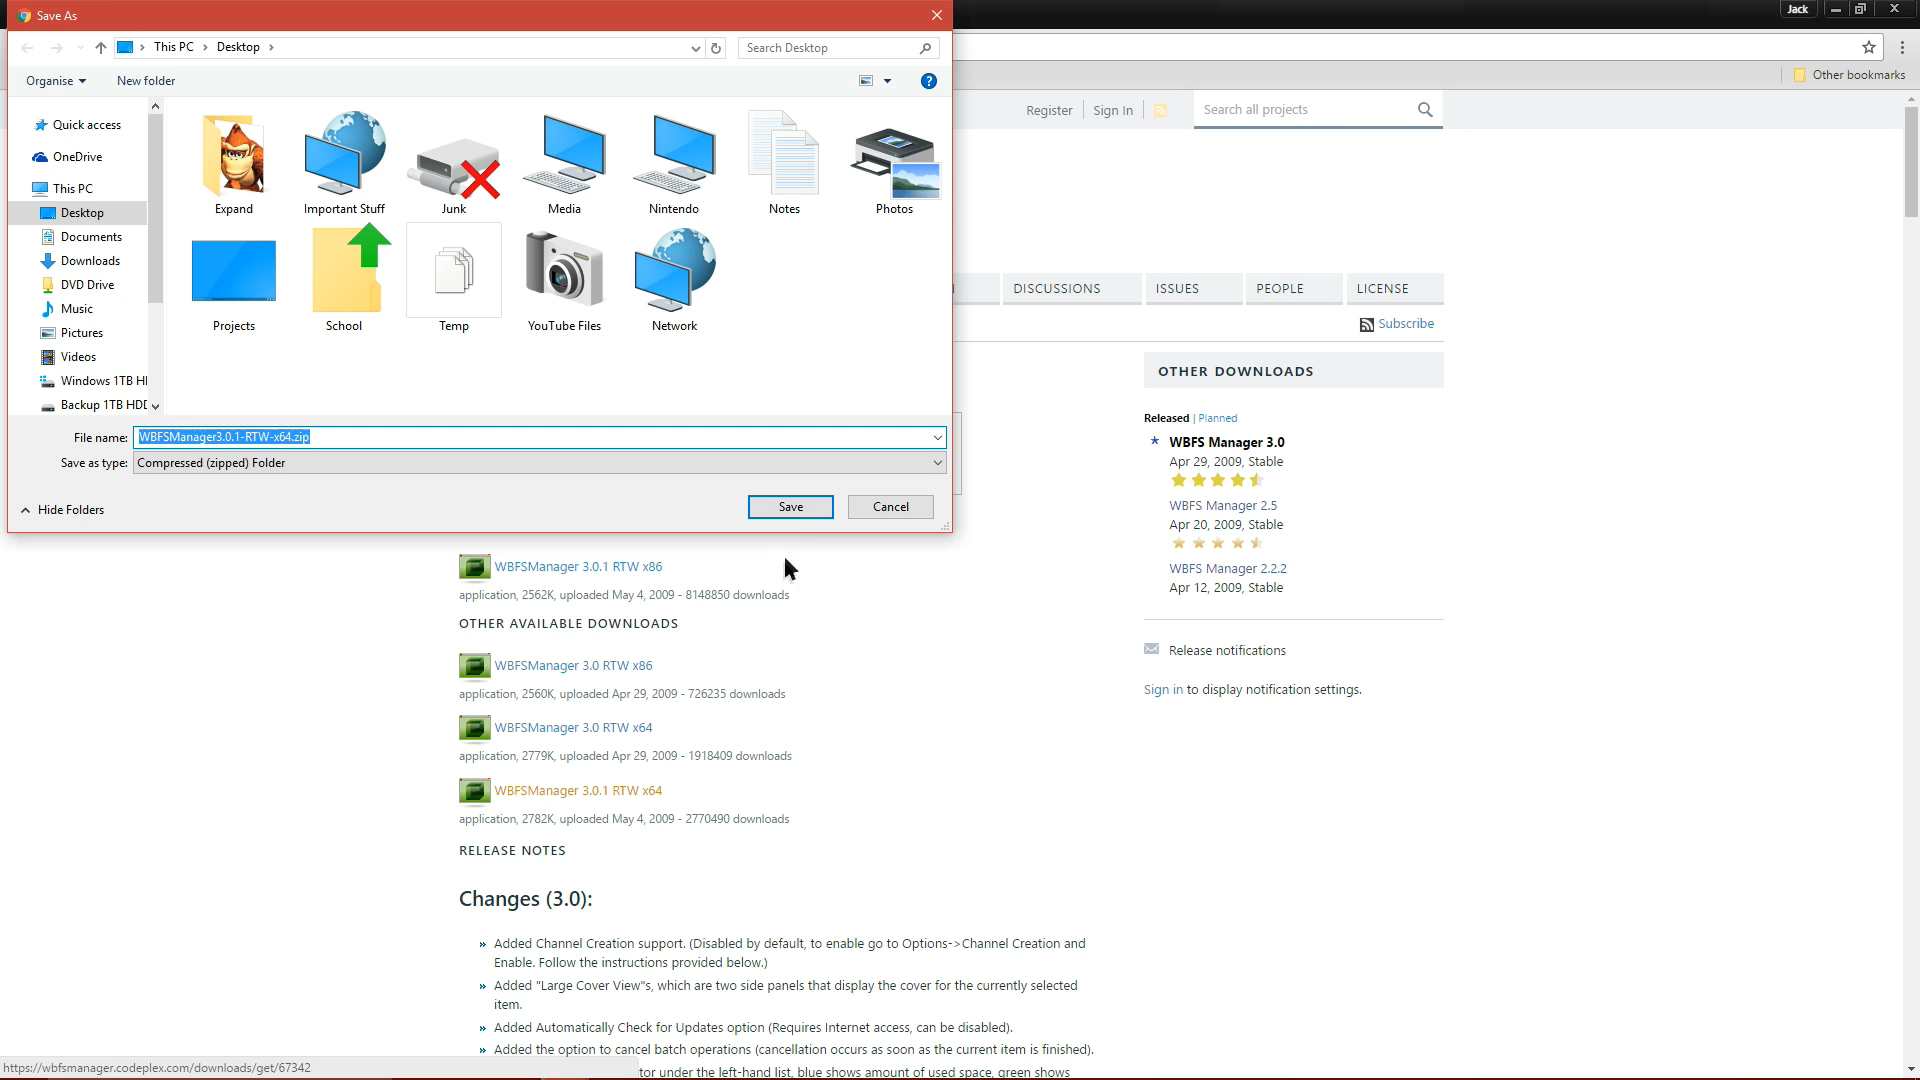 Save As
Jack
This PC
Desktop
Search Desktop
Organise
New folder
Other bookmarks
Register
Sign In
Search all projects
Quick access
OneDrive
This PC
Desktop
Documents
Downloads
DVD Drive
Music
Pictures
Videos
Windows 1TB H
Backup 1TB HDD
Expand
Important Stuff
Junk
Media
Nintendo
Notes
Photos
Projects
School
Temp
YouTube Files
Network
File name: WBFSManager3.0.1-RTW-x64.zip
Save as type: Compressed (zipped) Folder
Hide Folders
Save
Cancel
DISCUSSIONS
ISSUES
PEOPLE
LICENSE
Subscribe
OTHER DOWNLOADS
Released | Planned
WBFS Manager 3.0
Apr 29, 2009, Stable
WBFS Manager 2.5
Apr 20, 2009, Stable
WBFS Manager 2.2.2
Apr 12, 2009, Stable
Release notifications
Sign in to display notification settings.
WBFSManager 3.0.1 RTW x86
application, 2562K, uploaded May 4, 2009 - 8148850 downloads
OTHER AVAILABLE DOWNLOADS
WBFSManager 3.0 RTW x86
application, 2560K, uploaded Apr 29, 2009 - 726235 downloads
WBFSManager 3.0 RTW x64
application, 2779K, uploaded Apr 29, 2009 - 1918409 downloads
WBFSManager 3.0.1 RTW x64
application, 2782K, uploaded May 4, 2009 - 2770490 downloads
RELEASE NOTES
Changes (3.0):
» Added Channel Creation support. (Disabled by default, to enable go to Options->Channel Creation and
Enable. Follow the instructions provided below.)
» Added "Large Cover View"s, which are two side panels that display the cover for the currently selected
item.
» Added Automatically Check for Updates option (Requires Internet access, can be disabled).
» Added the option to cancel batch operations (cancellation occurs as soon as the current item is finished).
tor under the left-hand list, blue shows amount of used space, green shows
https://wbfsmanager.codeplex.com/downloads/get/67342